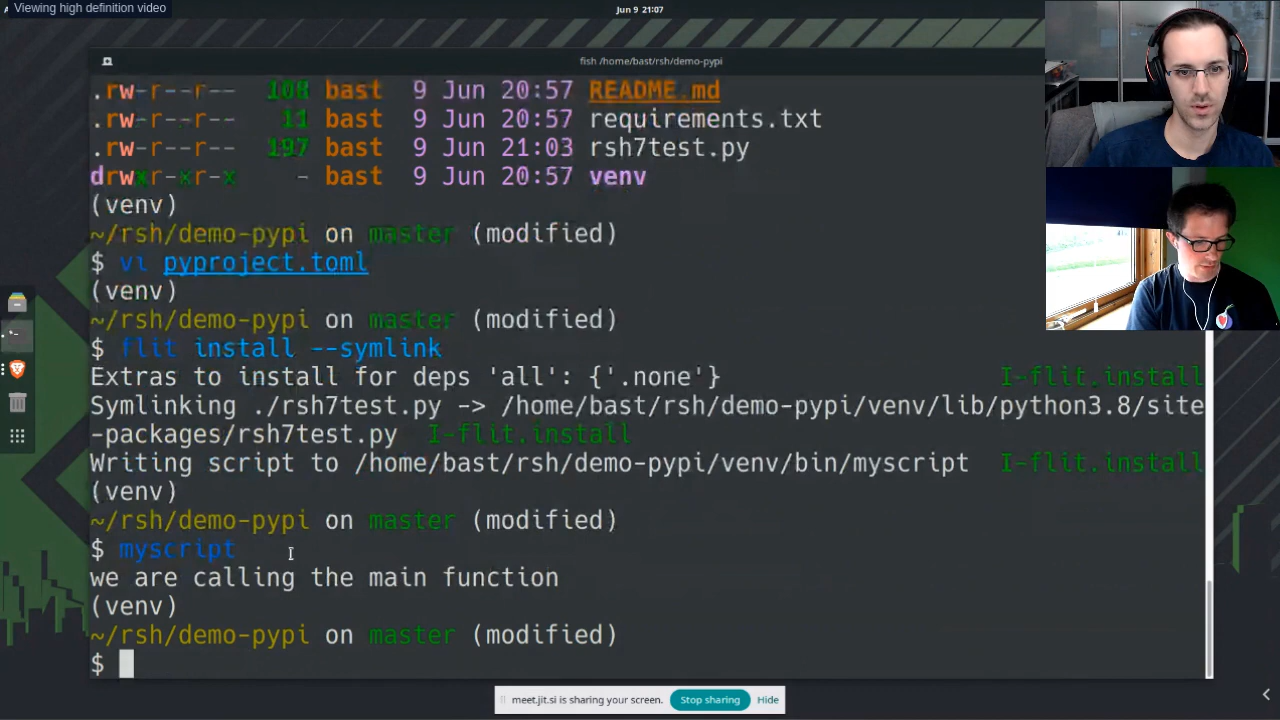 Viewing high definition video
Jun 9 21:07
fish /home/bast/rsh/demo-pypi
.rw-r--r-- 108 bast 9 Jun 20:57 README.md
.rw-r--r-- 11 bast 9 Jun 20:57 requirements.txt
.rw-r--r-- 197 bast 9 Jun 21:03 rsh7test.py
drwxr-xr-x - bast 9 Jun 20:57 venv
(venv)
~/rsh/demo-pypi on master (modified)
$ vi pyproject.toml
(venv)
~/rsh/demo-pypi on master (modified)
$ flit install --symlink
Extras to install for deps 'all': {'.none'} I-flit.install
Symlinking ./rsh7test.py -> /home/bast/rsh/demo-pypi/venv/lib/python3.8/site
-packages/rsh7test.py I-flit.install
Writing script to /home/bast/rsh/demo-pypi/venv/bin/myscript I-flit.install
(venv)
~/rsh/demo-pypi on master (modified)
$ myscript
we are calling the main function
(venv)
~/rsh/demo-pypi on master (modified)
$
meet.jit.si is sharing your screen. Stop sharing Hide